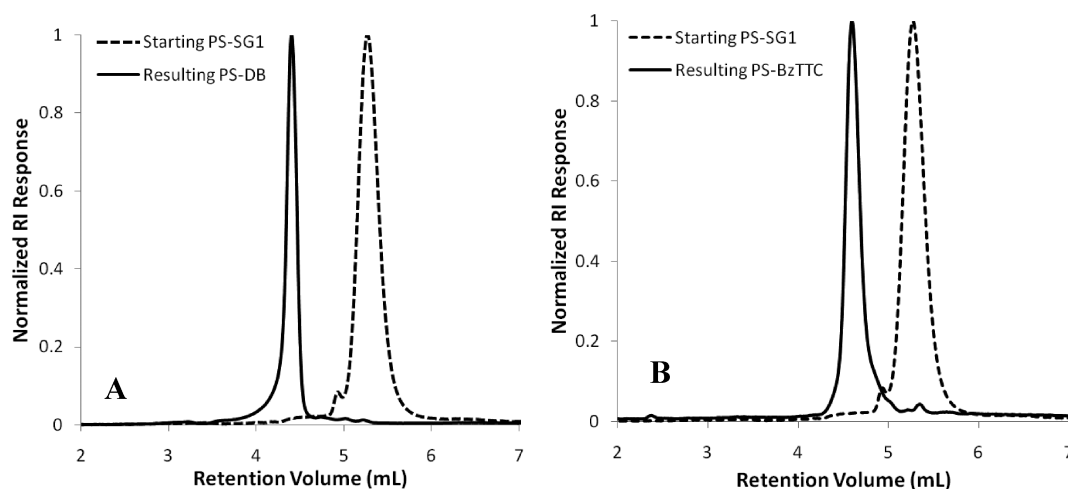 Starting PS-SG1
Resulting PS-DB
Normalized RI Response
1
0.8
0.6
0.4
0.2
0
A
2
3
4
5
6
7
Retention Volume (mL)
Starting PS-SG1
Resulting PS-BzTTC
Normalized RI Response
1
0.8
0.6
0.4
0.2
0
B
2
3
4
5
6
7
Retention Volume (mL)